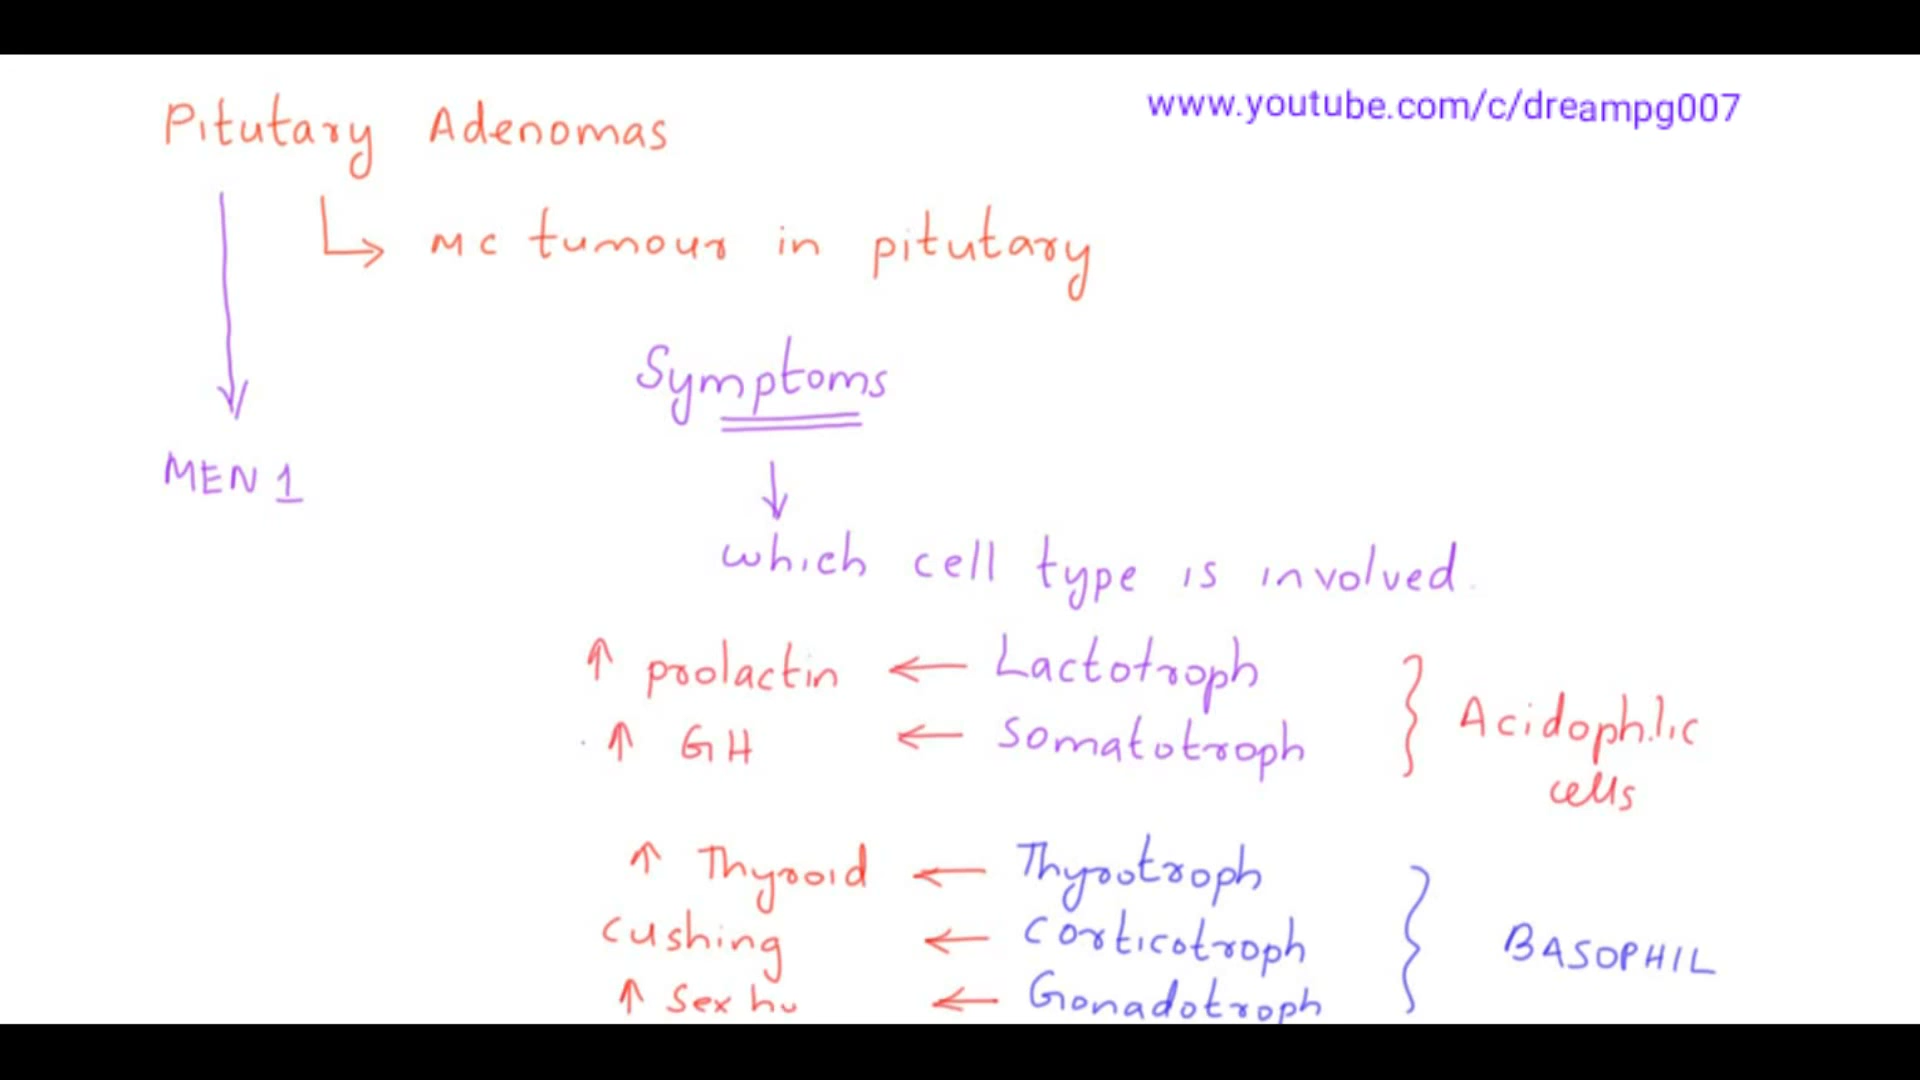 Pitutary Adenomas
www.youtube.com/c/dreampg007
↳ MC tumour in pitutary
Symptoms
↓
MEN 1
which cell type is involved.
↑ prolactin ← Lactotroph
↑ GH ← Somatotroph
Acidophilic
cells
↑ Thyroid ← Thyrotroph
cushing ← corticotroph
BASOPHIL
↑ Sex ← Gonadotroph